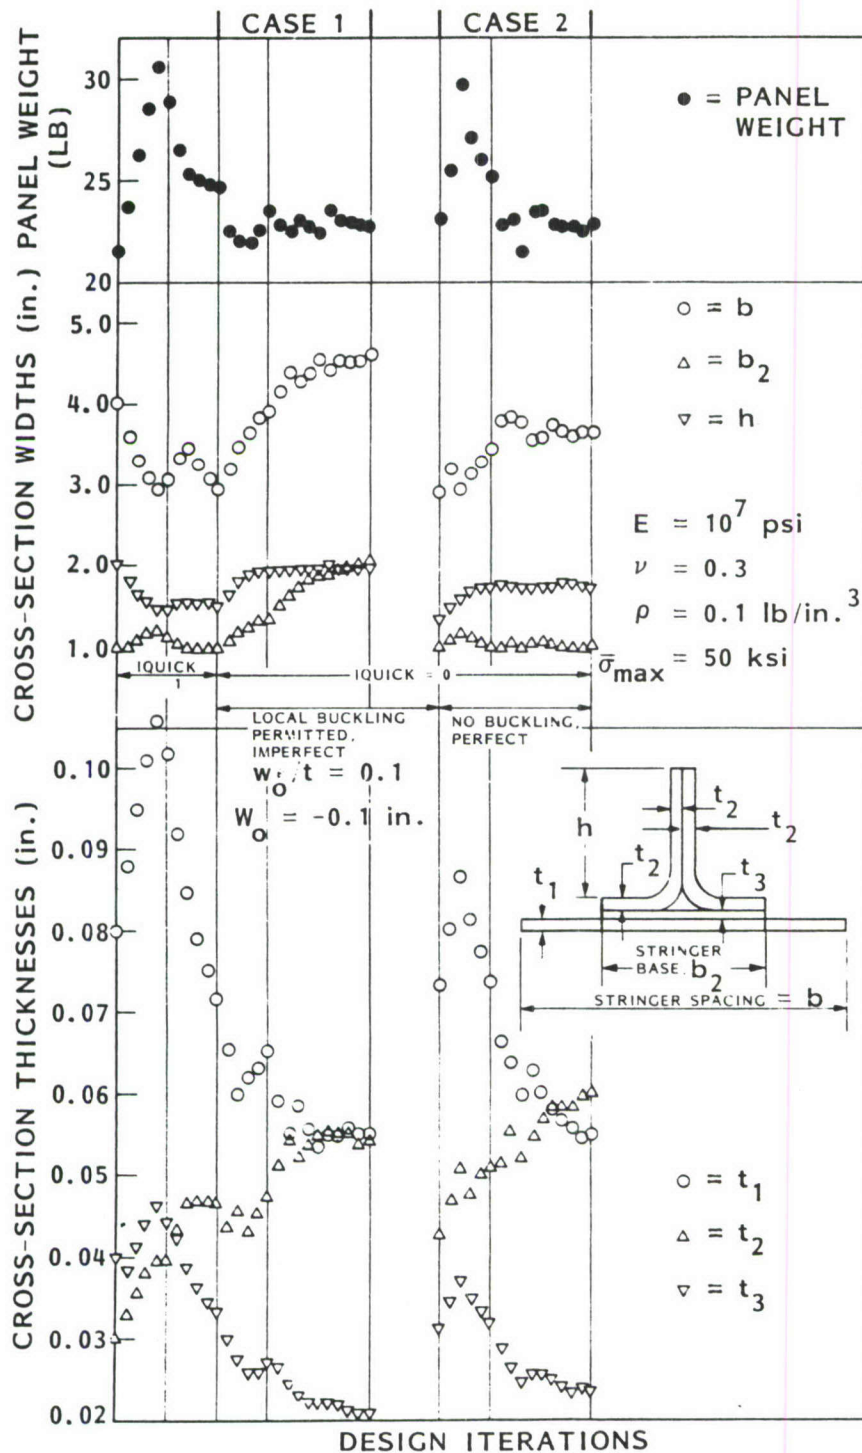 CASE 1
CASE 2
PANEL WEIGHT (LB)
30
25
20
● = PANEL WEIGHT
CROSS-SECTION WIDTHS (in.)
5.0
4.0
3.0
2.0
1.0
○ = b
△ = b2
▽ = h
E = 10^7 psi
ν = 0.3
ρ = 0.1 lb/in.^3
σ̄max = 50 ksi
IQUICK 1
IQUICK = 0
LOCAL BUCKLING PERMITTED, IMPERFECT
wo/t = 0.1
Wo = -0.1 in.
NO BUCKLING, PERFECT
CROSS-SECTION THICKNESSES (in.)
0.10
0.09
0.08
0.07
0.06
0.05
0.04
0.03
0.02
h
t2
t2
t2
t3
t1
STRINGER BASE, b2
STRINGER SPACING = b
○ = t1
△ = t2
▽ = t3
DESIGN ITERATIONS